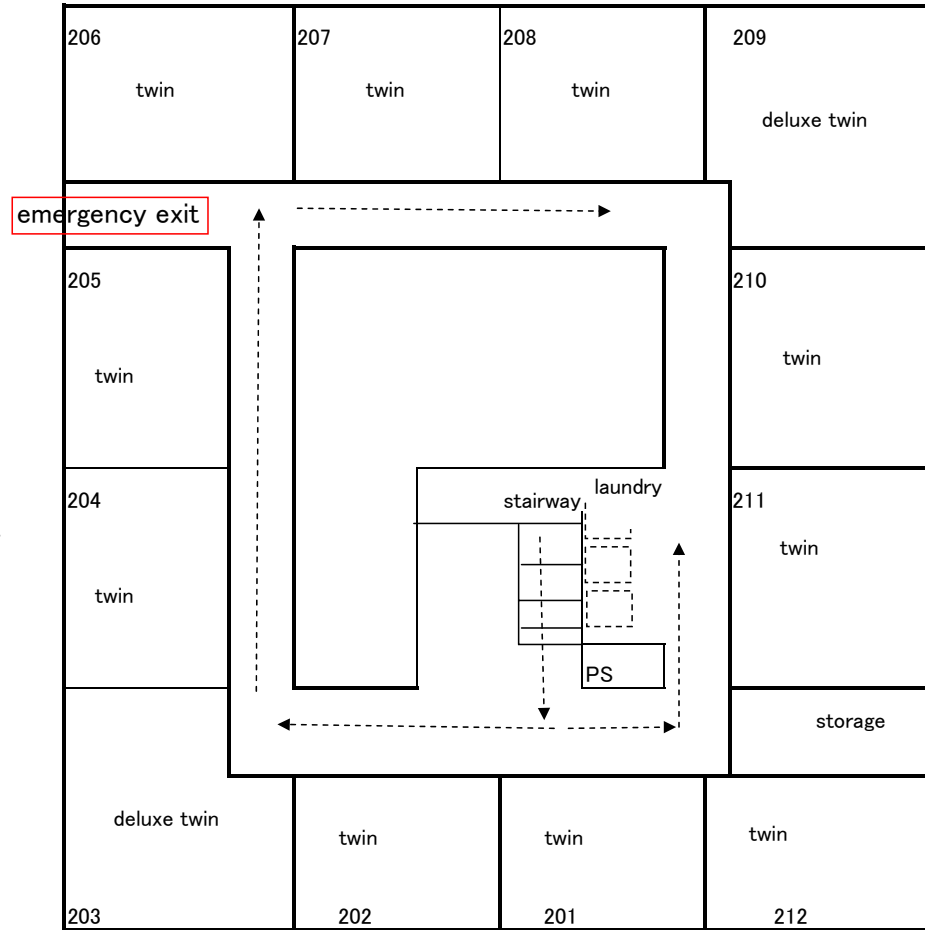 206
207
208
209
twin
twin
twin
deluxe twin
emergency exit
205
210
twin
twin
204
stairway
laundry
211
twin
twin
PS
storage
deluxe twin
twin
twin
twin
203
202
201
212